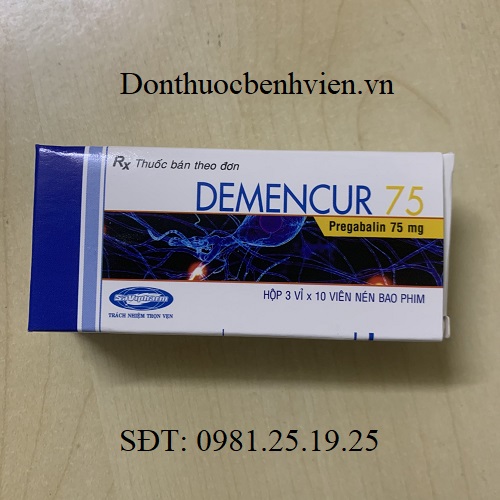 Donthuocbenhvien.vn
Rx Thuốc bán theo đơn
DEMENCUR 75
Pregabalin 75 mg
SaVipharm
HỘP 3 VỈ x 10 VIÊN NÉN BAO PHIM
TRÁCH NHIỆM TRỌN VẸN
SĐT: 0981.25.19.25